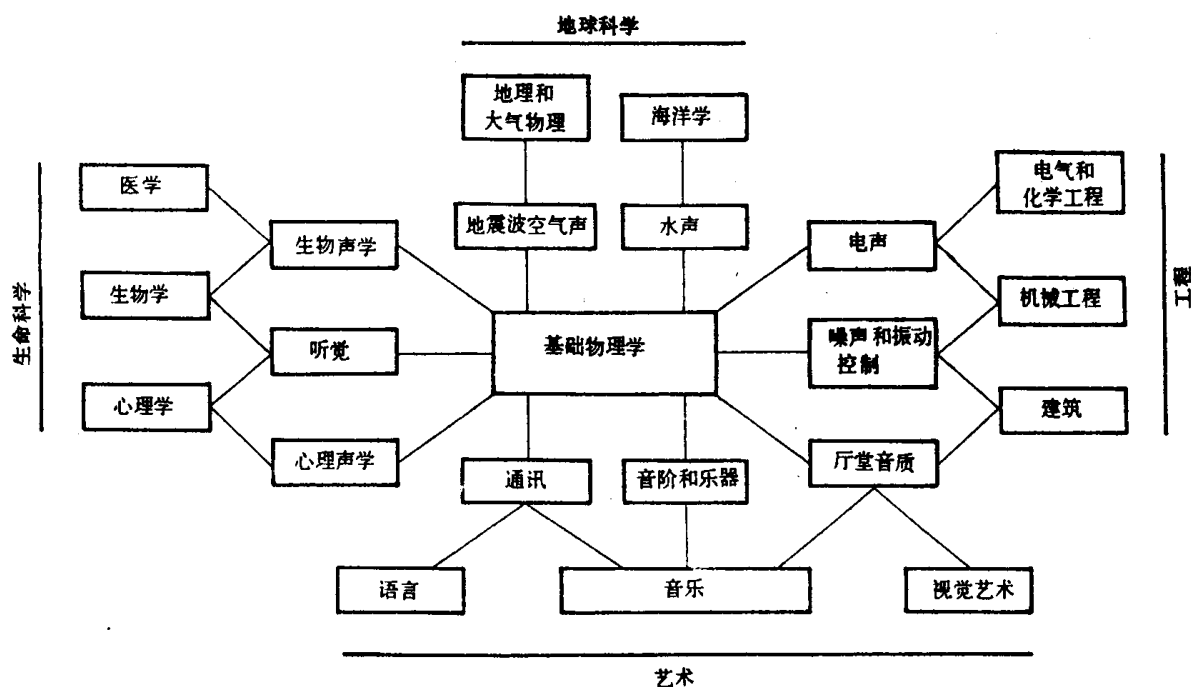 地球科学
地理和
大气物理
海洋学
医学
电气和
化学工程
地震波空气声
水声
生物声学
电声
生物学
机械工程
生命科学
工程
听觉
基础物理学
噪声和振动
控制
心理学
建筑
心理声学
通讯
音阶和乐器
厅堂音质
语言
音乐
视觉艺术
艺术